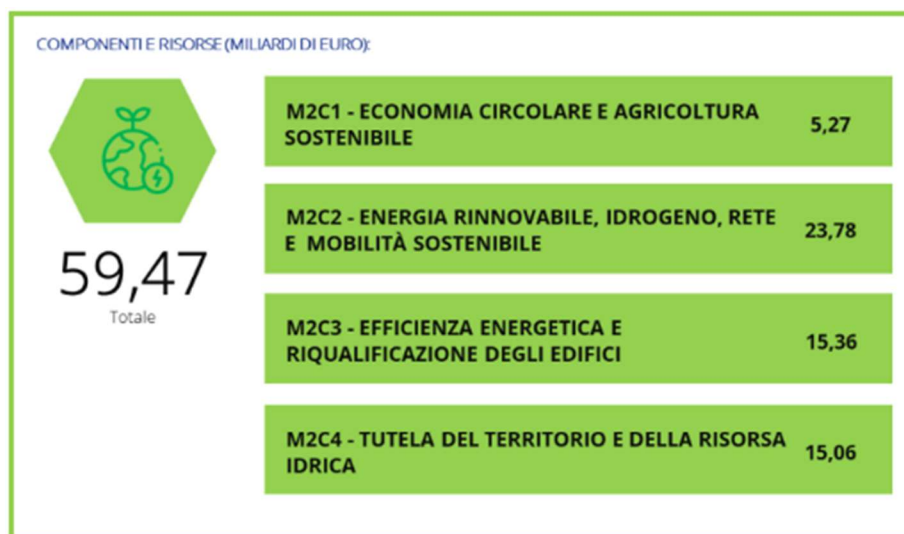 COMPONENTI E RISORSE (MILIARDI DI EURO):
59,47
Totale
M2C1 - ECONOMIA CIRCOLARE E AGRICOLTURA
SOSTENIBILE
5,27
M2C2 - ENERGIA RINNOVABILE, IDROGENO, RETE
E MOBILITÀ SOSTENIBILE
23,78
M2C3 - EFFICIENZA ENERGETICA E
RIQUALIFICAZIONE DEGLI EDIFICI
15,36
M2C4 - TUTELA DEL TERRITORIO E DELLA RISORSA
IDRICA
15,06